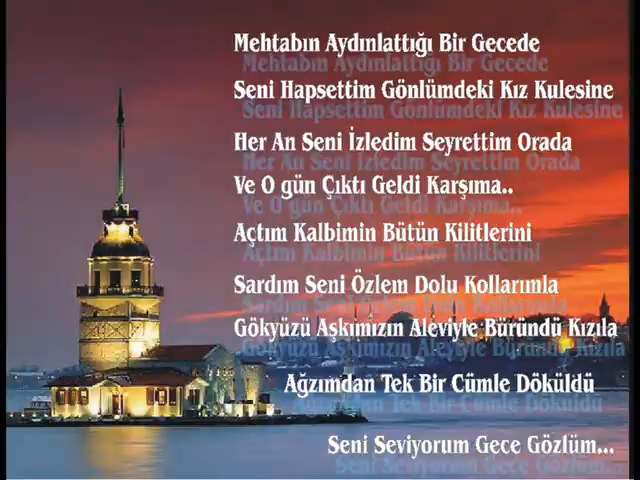 Mehtabın Aydınlattığı Bir Gecede
Seni Hapsettim Gönlümdeki Kız Kulesine
Her An Seni İzledim Seyrettim Orada
Ve O gün Çıktı Geldi Karşıma..
Açtım Kalbimin Bütün Kilitlerini
Sardım Seni Özlem Dolu Kollarımla
Gökyüzü Aşkımızın Aleviyle Büründü Kızıla
Ağzımdan Tek Bir Cümle Döküldü
Seni Seviyorum Gece Gözlüm...